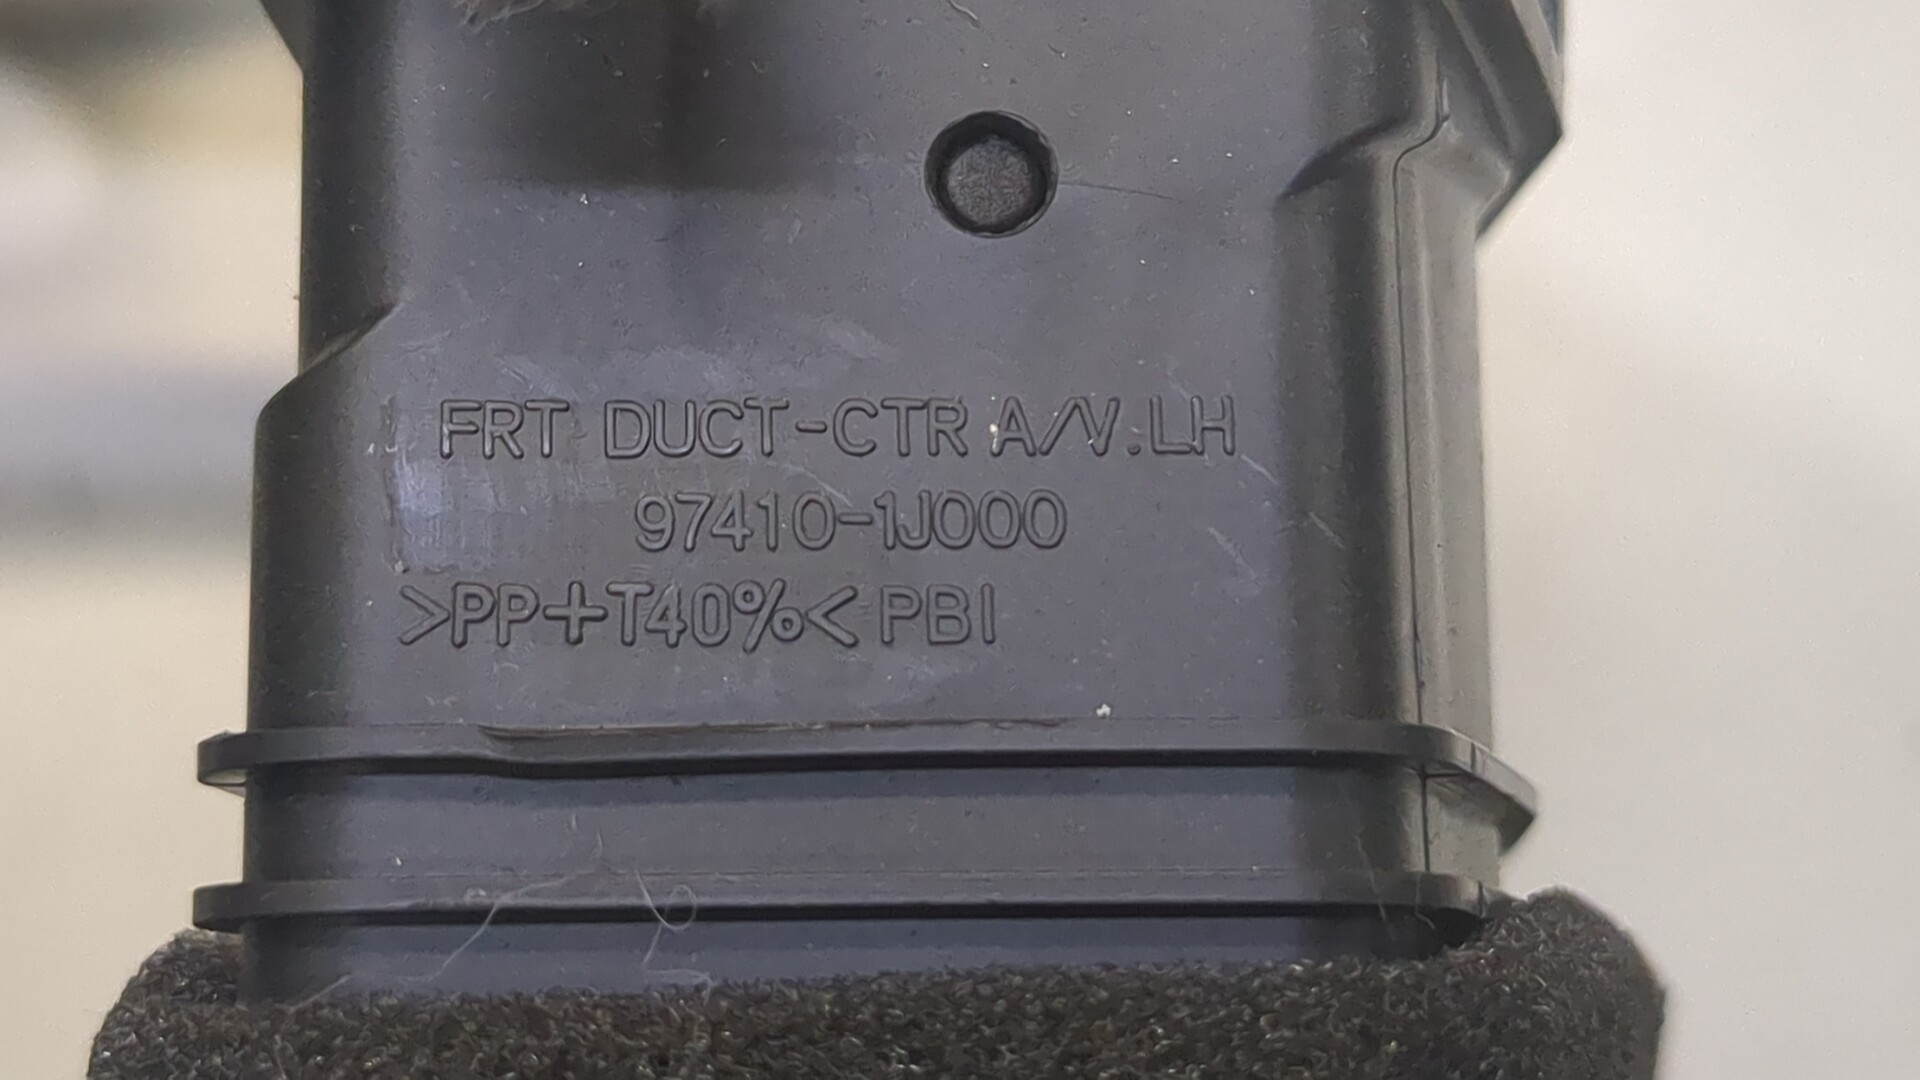 FRT DUCT-CTR A/V.LH
97410-1J000
>PP+T40%< PBI